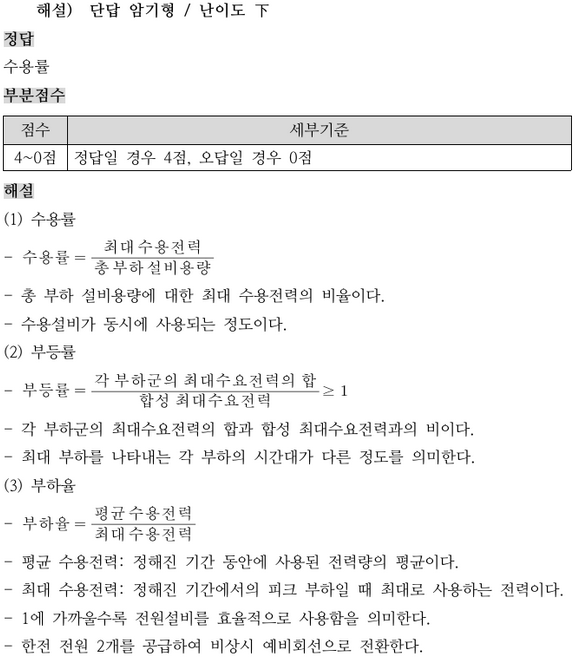 해설) 단답 암기형 / 난이도 下
정답
수용률
부분점수
점수 세부기준
4~0점 정답일 경우 4점, 오답일 경우 0점
해설
(1) 수용률
- 수용률 = 최대수용전력 / 총부하설비용량
- 총 부하 설비용량에 대한 최대 수용전력의 비율이다.
- 수용설비가 동시에 사용되는 정도이다.
(2) 부등률
- 부등률 = 각 부하군의 최대수요전력의 합 / 합성 최대수요전력 ≥ 1
- 각 부하군의 최대수요전력의 합과 합성 최대수요전력과의 비이다.
- 최대 부하를 나타내는 각 부하의 시간대가 다른 정도를 의미한다.
(3) 부하율
- 부하율 = 평균수용전력 / 최대수용전력
- 평균 수용전력: 정해진 기간 동안에 사용된 전력량의 평균이다.
- 최대 수용전력: 정해진 기간에서의 피크 부하일 때 최대로 사용하는 전력이다.
- 1에 가까울수록 전원설비를 효율적으로 사용함을 의미한다.
- 한전 전원 2개를 공급하여 비상시 예비회선으로 전환한다.